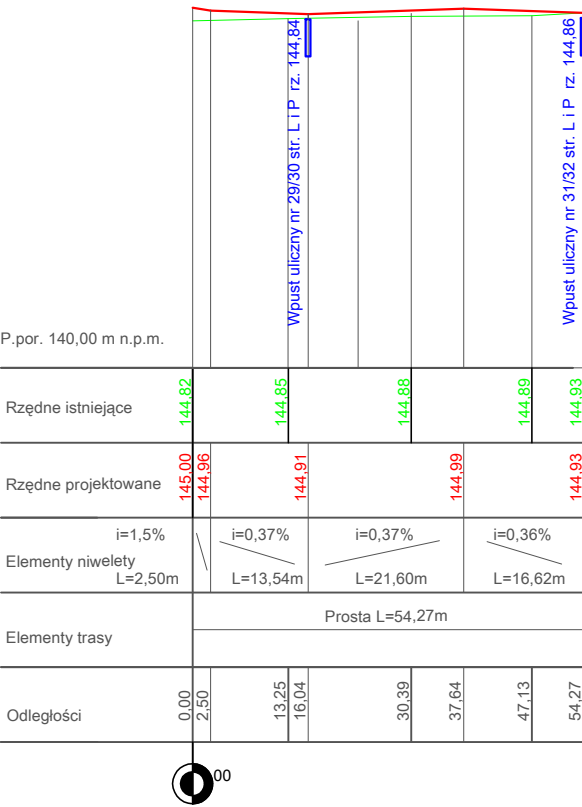 Wpust uliczny nr 29/30 str. L i P  rz. 144,84
Wpust uliczny nr 31/32 str. L i P  rz. 144,86
P.por. 140,00 m n.p.m.
Rzędne istniejące
144,82
144,85
144,88
144,89
144,93
Rzędne projektowane
145,00
144,96
144,91
144,99
144,93
Elementy niwelety
i=1,5%
L=2,50m
i=0,37%
L=13,54m
i=0,37%
L=21,60m
i=0,36%
L=16,62m
Elementy trasy
Prosta L=54,27m
Odległości
0,00
2,50
13,25
16,04
30,39
37,64
47,13
54,27
00